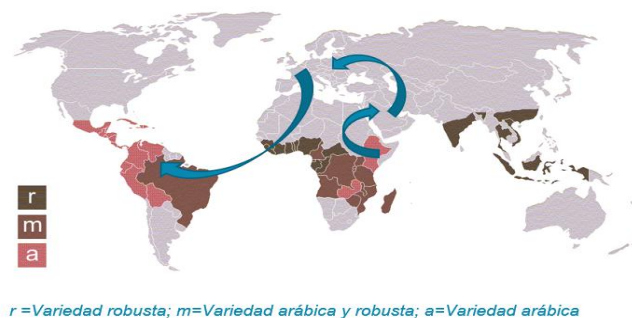 r
m
a
r =Variedad robusta; m=Variedad arábica y robusta; a=Variedad arábica